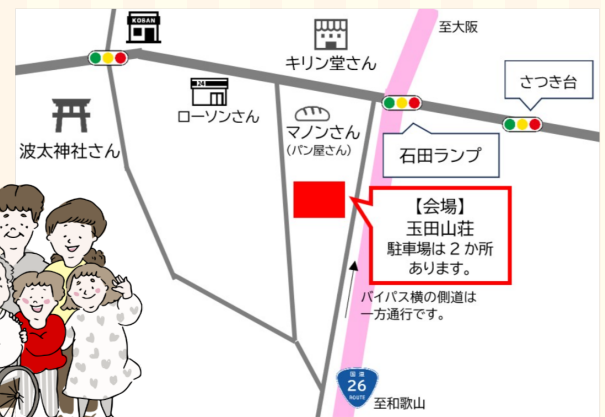 KOSAN
至大阪
キリン堂さん
さつき台
ローソンさん
マノンさん
(パン屋さん)
石田ランプ
波太神社さん
【会場】
玉田山荘
駐車場は2か所
あります。
バイパス横の側道は
一方通行です。
国道
26
ROUTE
至和歌山